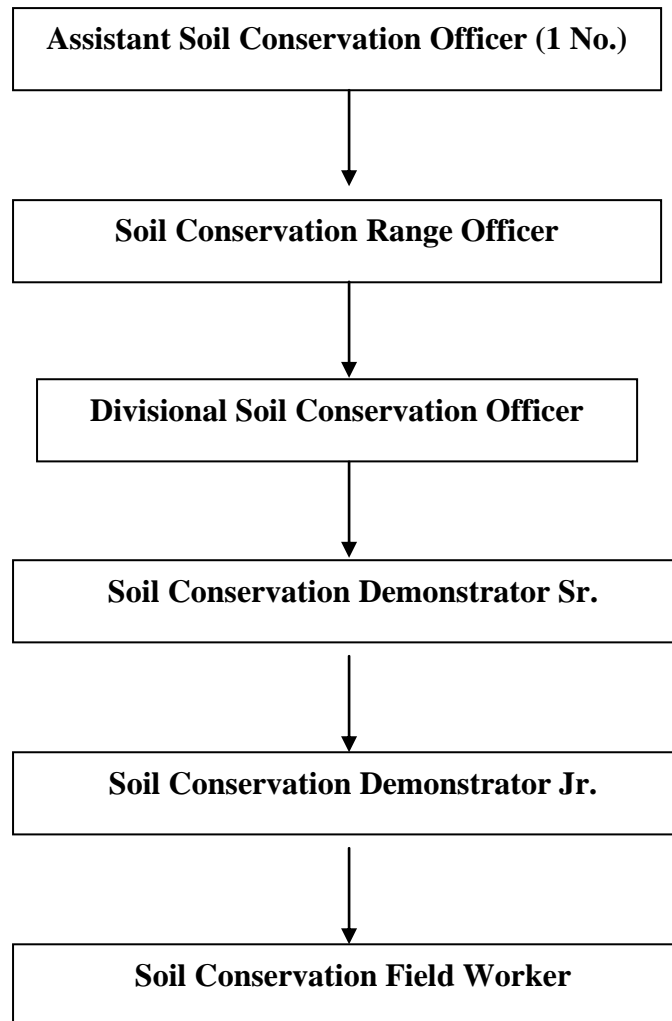 Assistant Soil Conservation Officer (1 No.)
Soil Conservation Range Officer
Divisional Soil Conservation Officer
Soil Conservation Demonstrator Sr.
Soil Conservation Demonstrator Jr.
Soil Conservation Field Worker